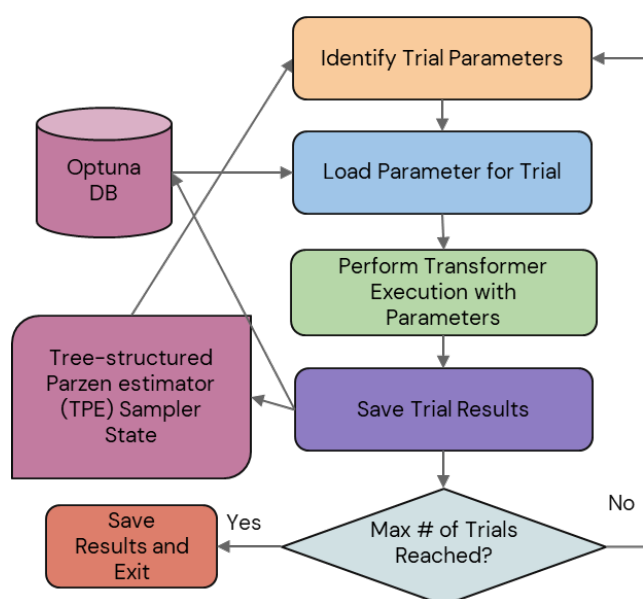 Identify Trial Parameters
Optuna
DB
Load Parameter for Trial
Perform Transformer
Execution with
Parameters
Tree-structured
Parzen estimator
(TPE) Sampler
State
Save Trial Results
Max # of Trials
Reached?
No
Yes
Save
Results and
Exit